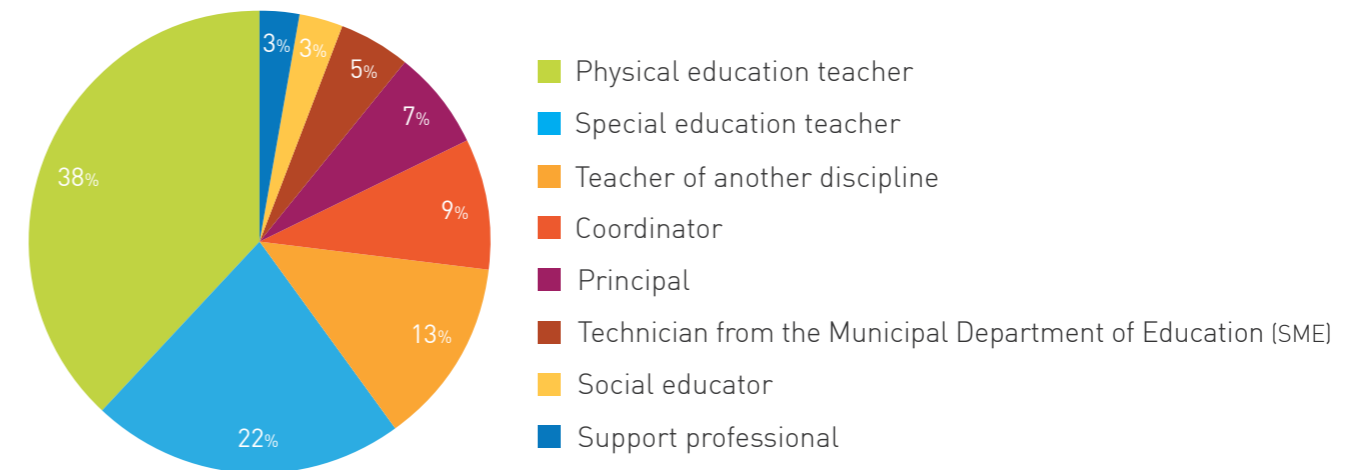 3%
3%
5%
7%
9%
13%
22%
38%
Physical education teacher
Special education teacher
Teacher of another discipline
Coordinator
Principal
Technician from the Municipal Department of Education (SME)
Social educator
Support professional